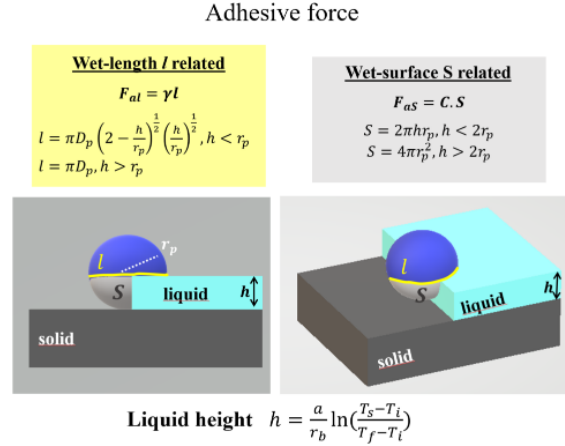 Adhesive force
Wet-length l related
F_al = γl
l = πD_p (2 − h/r_p)^(1/2) (h/r_p)^(1/2), h < r_p
l = πD_p, h > r_p
Wet-surface S related
F_aS = C.S
S = 2πhr_p, h < 2r_p
S = 4πr_p^2, h > 2r_p
r_p
l
S
liquid
h
solid
l
S
liquid
h
solid
Liquid height h = a/r_b ln((T_s−T_i)/(T_f−T_i))